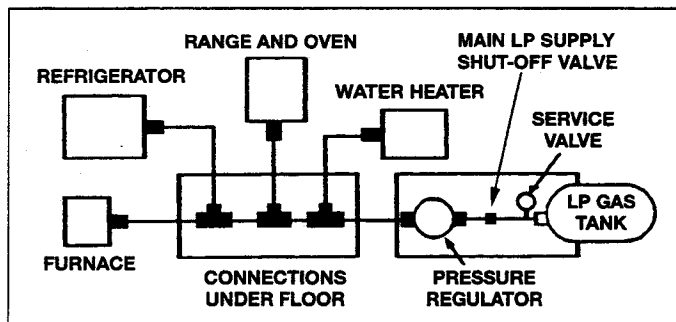 RANGE AND OVEN
MAIN LP SUPPLY
SHUT-OFF VALVE
REFRIGERATOR
WATER HEATER
SERVICE
VALVE
LP GAS
TANK
FURNACE
CONNECTIONS
UNDER FLOOR
PRESSURE
REGULATOR